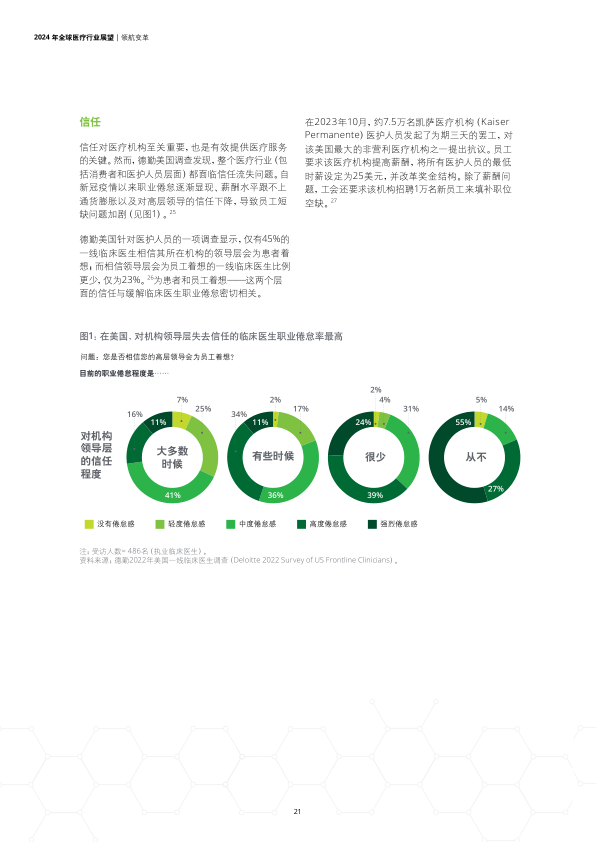 2024 年全球医疗行业展望 | 领航变革
信任
信任对医疗机构至关重要，也是有效提供医疗服务
的关键。然而，德勤美国调查发现，整个医疗行业（包
括消费者和医护人员层面）都面临信任流失问题。自
新冠疫情以来职业倦怠逐渐显现、薪酬水平跟不上
通货膨胀以及对高层领导的信任下降，导致员工短
缺问题加剧（见图1）。25
德勤美国针对医护人员的一项调查显示，仅有45%的
一线临床医生相信其所在机构的领导层会为患者着
想；而相信领导层会为员工着想的一线临床医生比例
更少，仅为23%。26为患者和员工着想——这两个层
面的信任与缓解临床医生职业倦怠密切相关。
在2023年10月，约7.5万名凯萨医疗机构（Kaiser
Permanente）医护人员发起了为期三天的罢工，对
该美国最大的非营利医疗机构之一提出抗议。员工
要求该医疗机构提高薪酬，将所有医护人员的最低
时薪设定为25美元，并改革奖金结构。除了薪酬问
题，工会还要求该机构招聘1万名新员工来填补职位
空缺。27
图1：在美国，对机构领导层失去信任的临床医生职业倦怠率最高
问题：您是否相信您的高层领导会为员工着想？
目前的职业倦怠程度是……
对机构
领导层
的信任
程度
7%
25%
16%
11%
41%
大多数
时候
2%
17%
34%
11%
36%
有些时候
2%
4%
31%
24%
39%
很少
5%
14%
55%
27%
从不
没有倦怠感
轻度倦怠感
中度倦怠感
高度倦怠感
强烈倦怠感
注：受访人数= 486名（执业临床医生）。
资料来源：德勤2022年美国一线临床医生调查（Deloitte 2022 Survey of US Frontline Clinicians）。
21